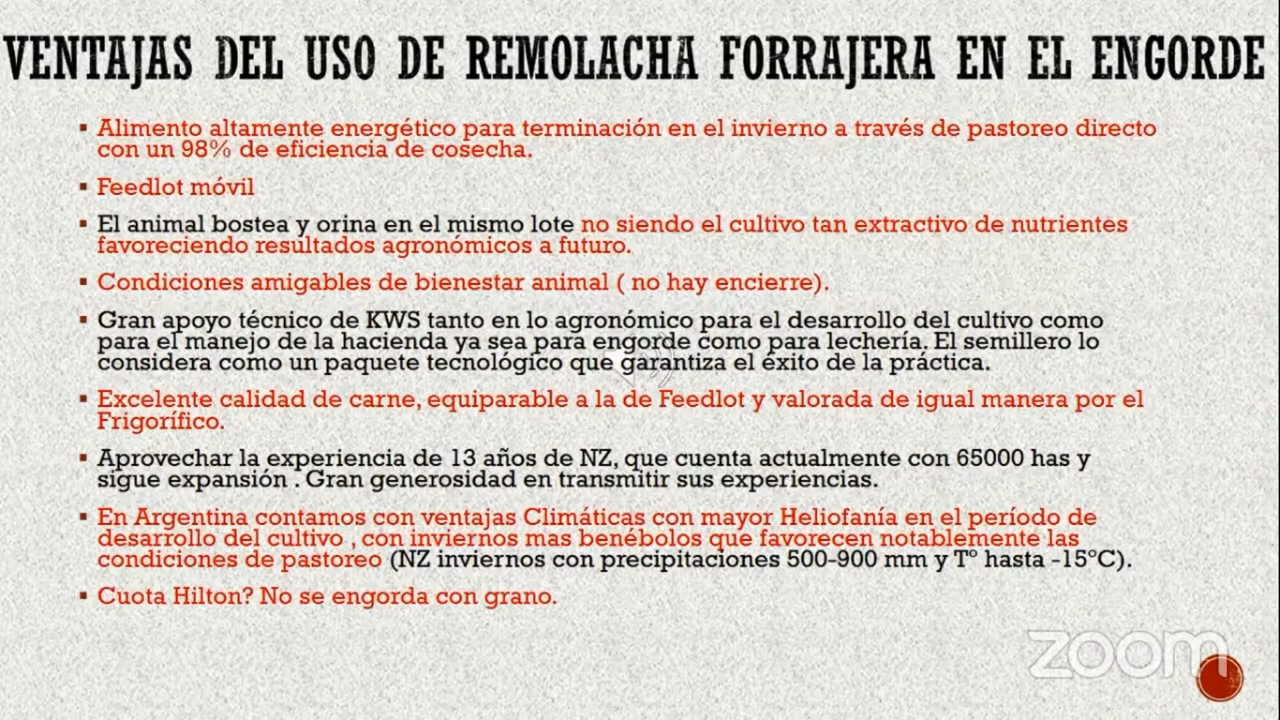 VENTAJAS DEL USO DE REMOLACHA FORRAJERA EN EL ENGORDE
▪ Alimento altamente energético para terminación en el invierno a través de pastoreo directo
con un 98% de eficiencia de cosecha.
▪ Feedlot móvil
▪ El animal bostea y orina en el mismo lote no siendo el cultivo tan extractivo de nutrientes
favoreciendo resultados agronómicos a futuro.
▪ Condiciones amigables de bienestar animal ( no hay encierre).
▪ Gran apoyo técnico de KWS tanto en lo agronómico para el desarrollo del cultivo como
para el manejo de la hacienda ya sea para engorde como para lechería. El semillero lo
considera como un paquete tecnológico que garantiza el éxito de la práctica.
▪ Excelente calidad de carne, equiparable a la de Feedlot y valorada de igual manera por el
Frigorífico.
▪ Aprovechar la experiencia de 13 años de NZ, que cuenta actualmente con 65000 has y
sigue expansión . Gran generosidad en transmitir sus experiencias.
▪ En Argentina contamos con ventajas Climáticas con mayor Heliofanía en el período de
desarrollo del cultivo , con inviernos mas benébolos que favorecen notablemente las
condiciones de pastoreo (NZ inviernos con precipitaciones 500-900 mm y Tº hasta -15ºC).
▪ Cuota Hilton? No se engorda con grano.
zoom